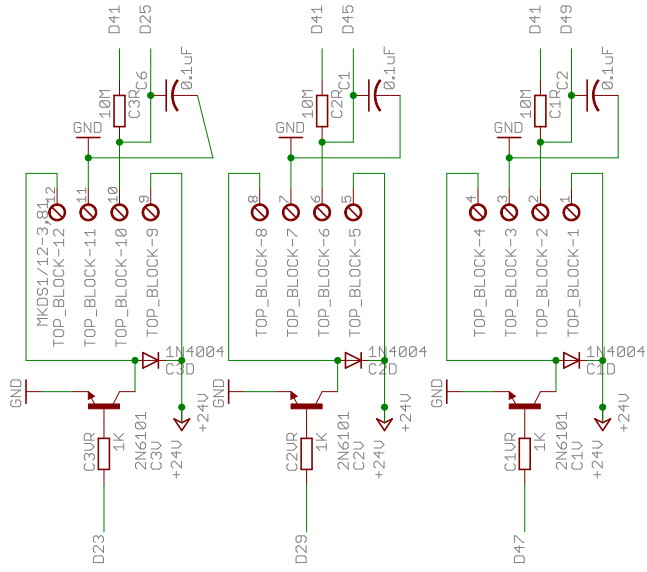 D41
D25
10M
C3R
C6
0.1uF
GND
12
11
10
9
MKDS1/12-3,81
TOP_BLOCK-12
TOP_BLOCK-11
TOP_BLOCK-10
TOP_BLOCK-9
1N4004
C3D
GND
C3VR
1K
2N6101
C3V
+24V
+24V
D23
D41
D45
10M
C2R
C1
0.1uF
GND
8
7
6
5
TOP_BLOCK-8
TOP_BLOCK-7
TOP_BLOCK-6
TOP_BLOCK-5
1N4004
C2D
GND
C2VR
1K
2N6101
C2V
+24V
+24V
D29
D41
D49
10M
C1R
C2
0.1uF
GND
4
3
2
1
TOP_BLOCK-4
TOP_BLOCK-3
TOP_BLOCK-2
TOP_BLOCK-1
1N4004
C1D
GND
C1VR
1K
2N6101
C1V
+24V
+24V
D47